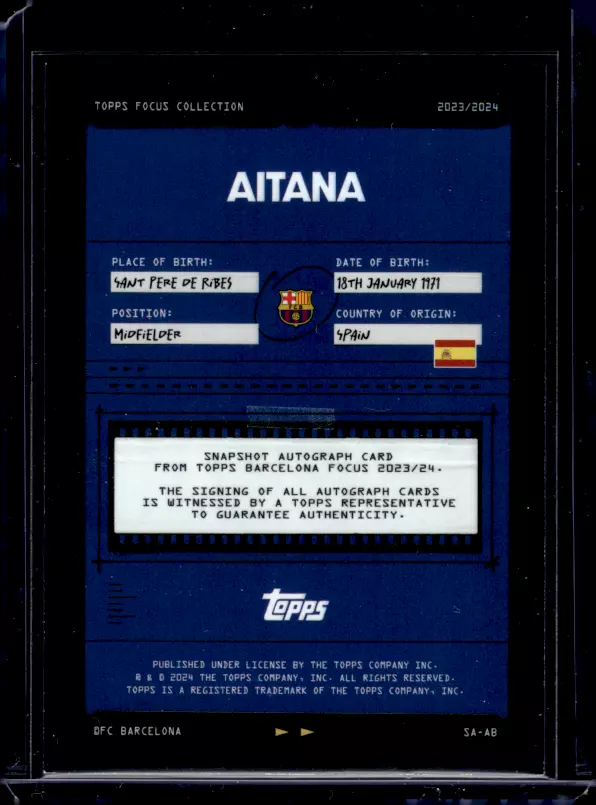 TOPPS FOCUS COLLECTION 2023/2024
AITANA
PLACE OF BIRTH: DATE OF BIRTH:
SANT PERE DE RIBES 18TH JANUARY 1971
POSITION: COUNTRY OF ORIGIN:
MIDFIELDER SPAIN
FCB
SNAPSHOT AUTOGRAPH CARD
FROM TOPPS BARCELONA FOCUS 2023/24.
THE SIGNING OF ALL AUTOGRAPH CARDS
IS WITNESSED BY A TOPPS REPRESENTATIVE
TO GUARANTEE AUTHENTICITY.
topps
PUBLISHED UNDER LICENSE BY THE TOPPS COMPANY INC.
® & © 2024 THE TOPPS COMPANY, INC. ALL RIGHTS RESERVED.
TOPPS IS A REGISTERED TRADEMARK OF THE TOPPS COMPANY, INC.
©FC BARCELONA SA-AB